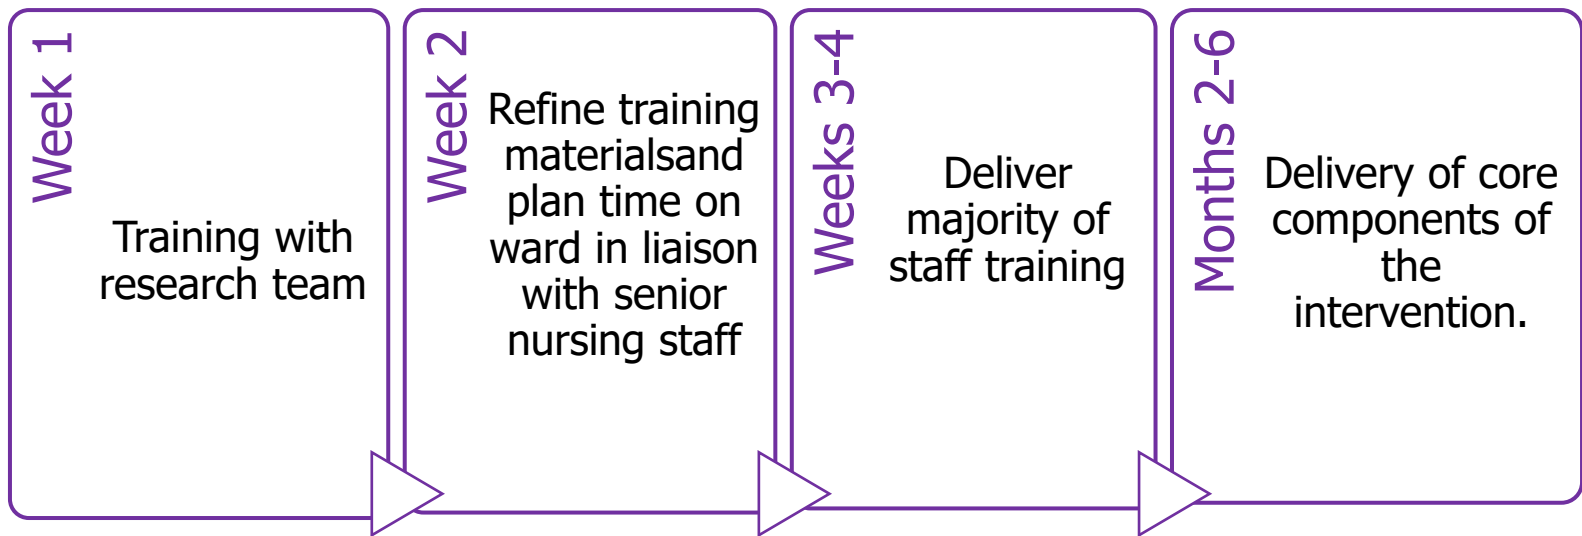 Week 1
Training with
research team
Week 2
Refine training
materialsand
plan time on
ward in liaison
with senior
nursing staff
Weeks 3-4
Deliver
majority of
staff training
Months 2-6
Delivery of core
components of
the
intervention.